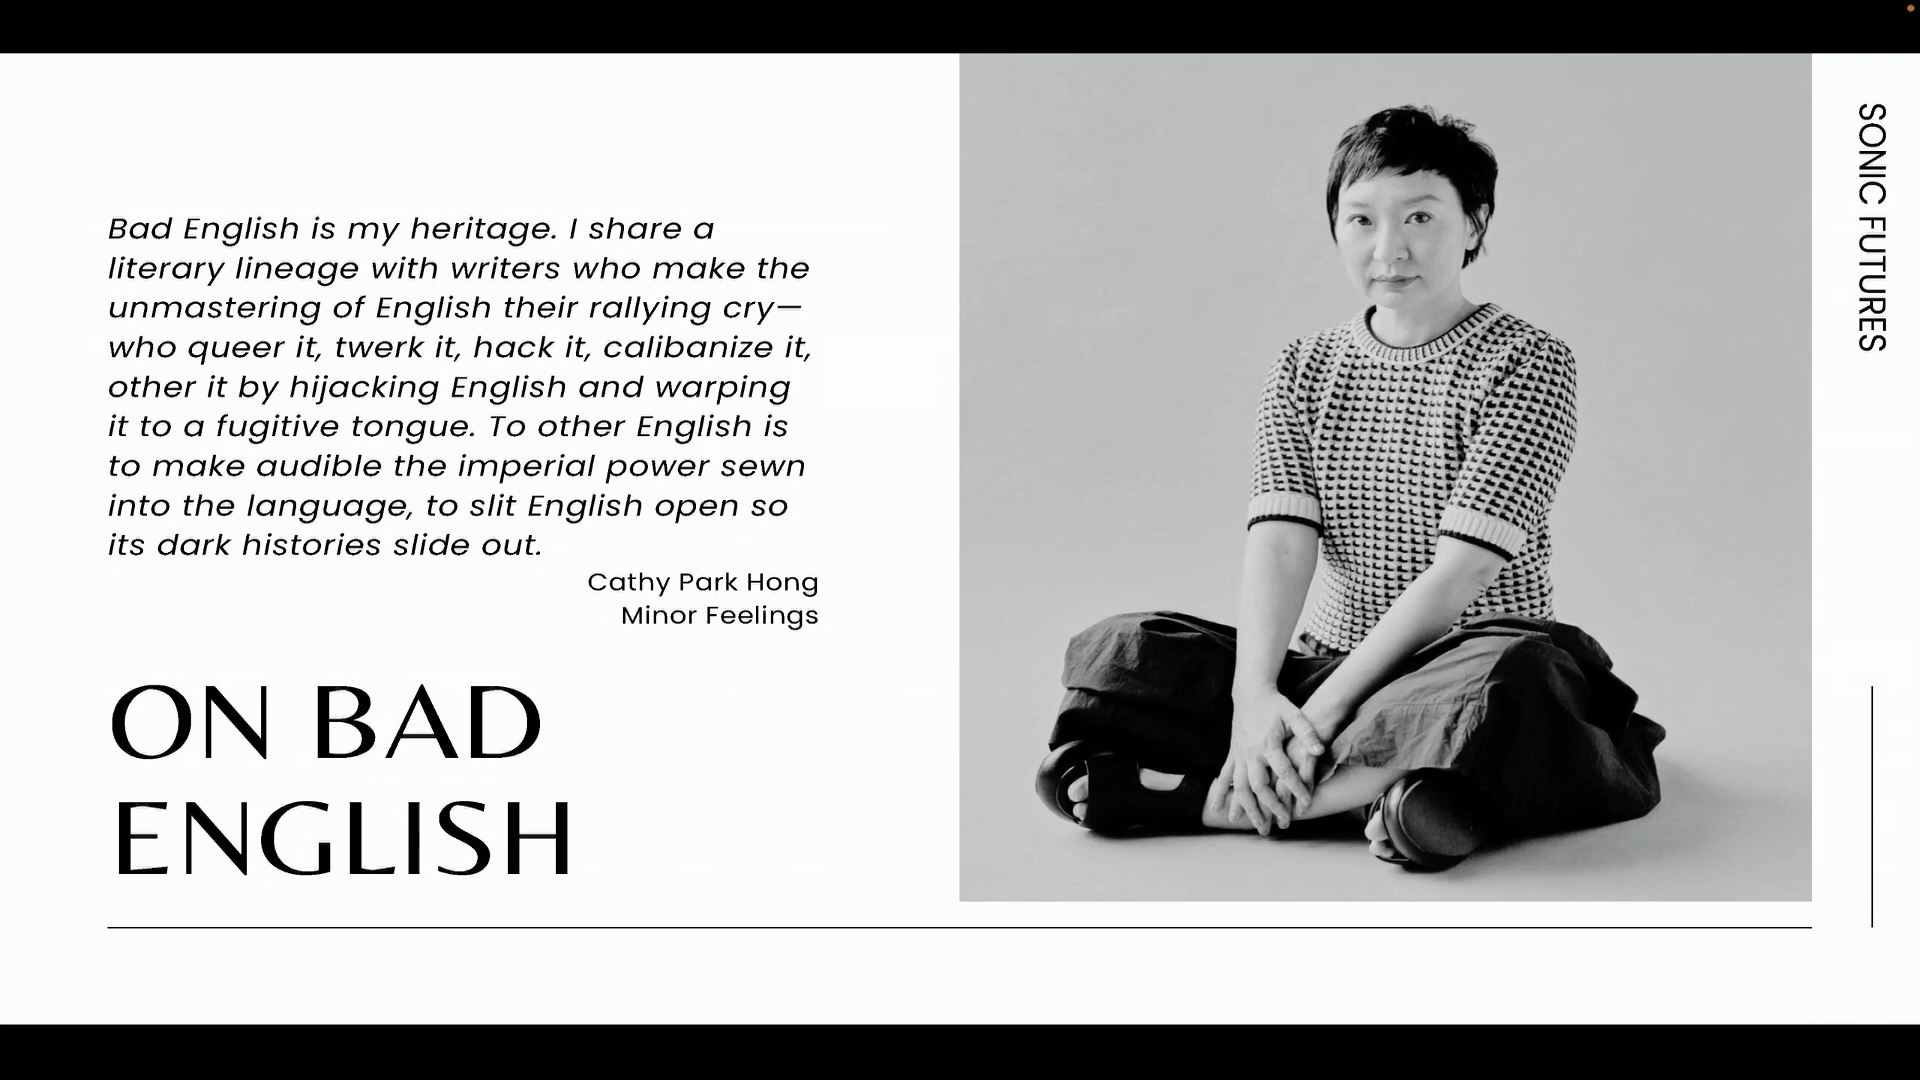 Bad English is my heritage. I share a
literary lineage with writers who make the
unmastering of English their rallying cry—
who queer it, twerk it, hack it, calibanize it,
other it by hijacking English and warping
it to a fugitive tongue. To other English is
to make audible the imperial power sewn
into the language, to slit English open so
its dark histories slide out.
Cathy Park Hong
Minor Feelings
ON BAD
ENGLISH
SONIC FUTURES